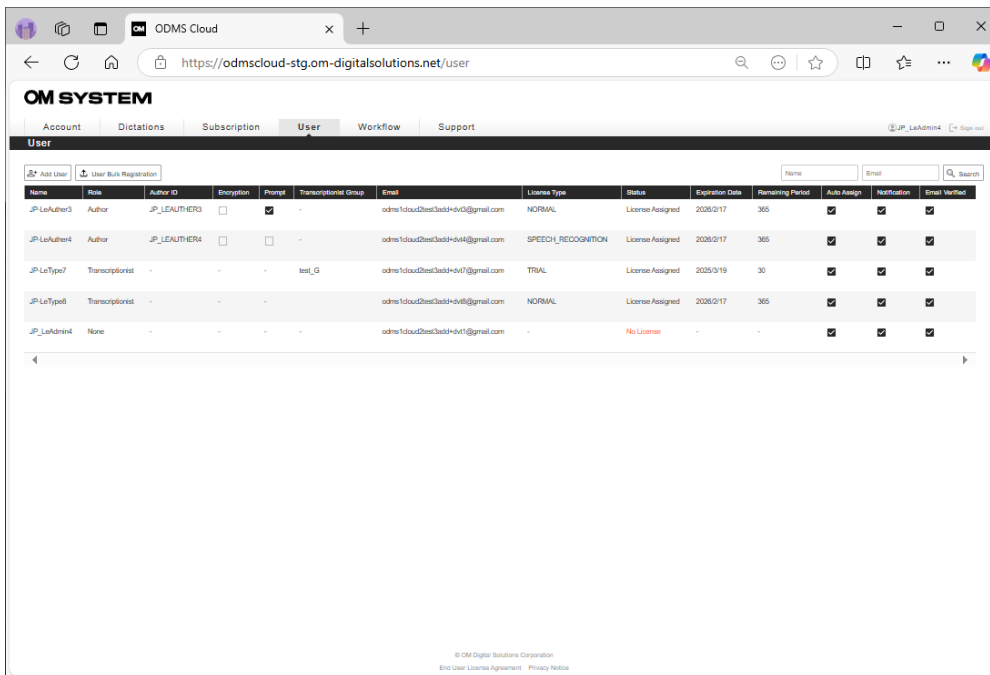 OM ODMS Cloud
https://odmscloud-stg.om-digitalsolutions.net/user
OM SYSTEM
Account Dictations Subscription User Workflow Support JP_LeAdmin4 Sign out
User
Add User User Bulk Registration Name Email Search
Name Role Author ID Encryption Prompt Transcriptionist Group Email License Type Status Expiration Date Remaining Period Auto Assign Notification Email Verified
JP-LeAuther3 Author JP_LEAUTHER3 - odms1cloud2test3add+dvt3@gmail.com NORMAL License Assigned 2026/2/17 365
JP-LeAuther4 Author JP_LEAUTHER4 - odms1cloud2test3add+dvt4@gmail.com SPEECH_RECOGNITION License Assigned 2026/2/17 365
JP-LeType7 Transcriptionist - - - test_G odms1cloud2test3add+dvt7@gmail.com TRIAL License Assigned 2025/3/19 30
JP-LeType8 Transcriptionist - - - odms1cloud2test3add+dvt8@gmail.com NORMAL License Assigned 2026/2/17 365
JP_LeAdmin4 None - - - - odms1cloud2test3add+dvt1@gmail.com - No License - -
© OM Digital Solutions Corporation
End User License Agreement Privacy Notice